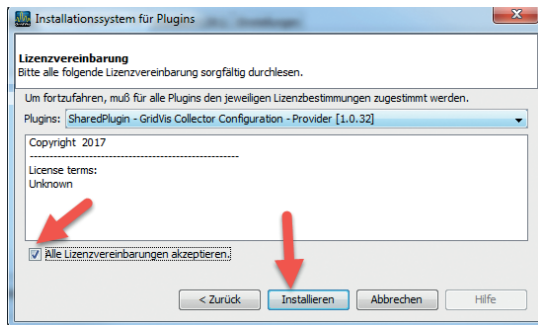 Installationssystem für Plugins
Lizenzvereinbarung
Bitte alle folgende Lizenzvereinbarung sorgfältig durchlesen.
Um fortzufahren, muß für alle Plugins den jeweiligen Lizenzbestimmungen zugestimmt werden.
Plugins: SharedPlugin - GridVis Collector Configuration - Provider [1.0.32]
Copyright 2017
----------------------------------------------------
License terms:
Unknown
Alle Lizenzvereinbarungen akzeptieren.
< Zurück Installieren Abbrechen Hilfe